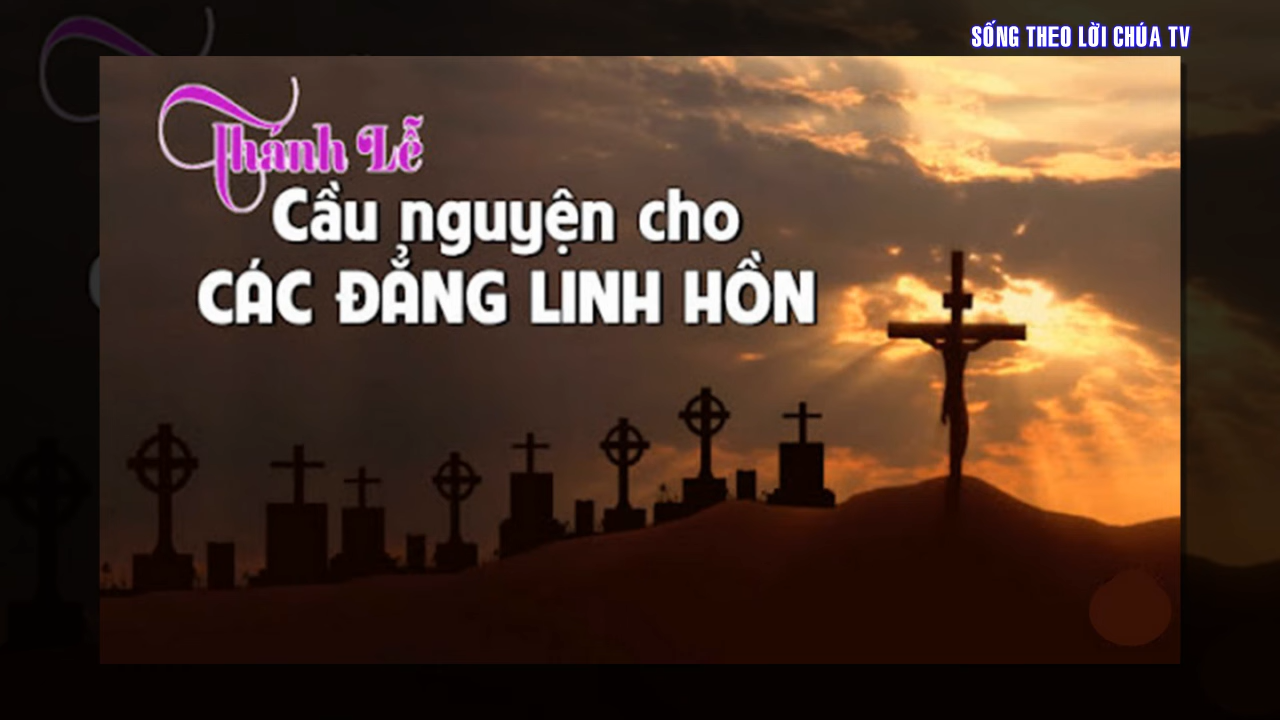 SỐNG THEO LỜI CHÚA TV
Thánh Lễ
Cầu nguyện cho
CÁC ĐẲNG LINH HỒN